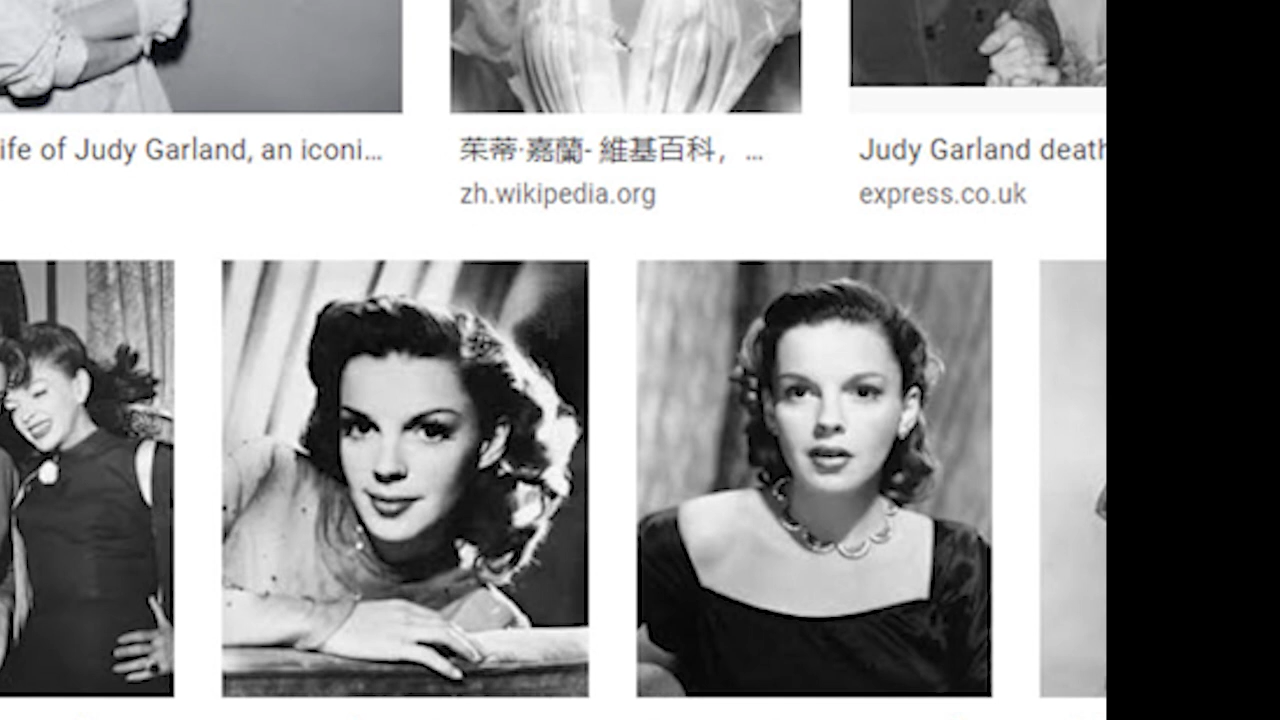 ife of Judy Garland, an iconi...
茱蒂·嘉蘭- 維基百科，...
Judy Garland death
zh.wikipedia.org
express.co.uk